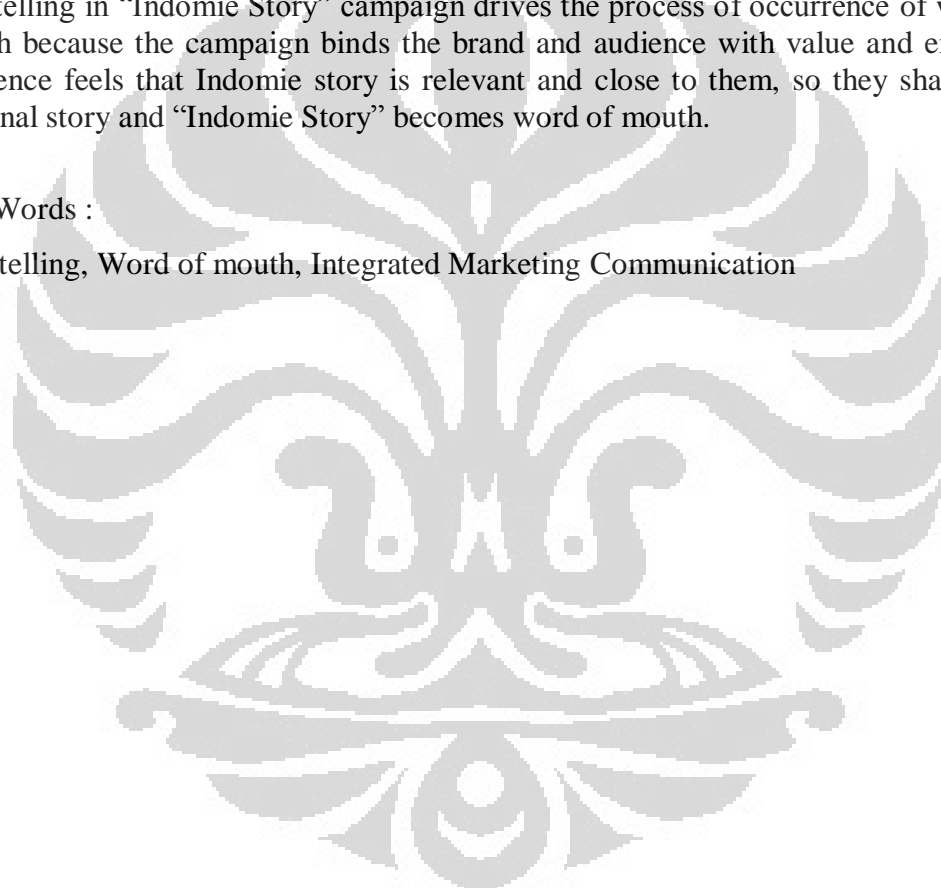 telling in “Indomie Story” campaign drives the process of occurrence of
h because the campaign binds the brand and audience with value and
ence feels that Indomie story is relevant and close to them, so they
nal story and “Indomie Story” becomes word of mouth.
Words :
telling, Word of mouth, Integrated Marketing Communication